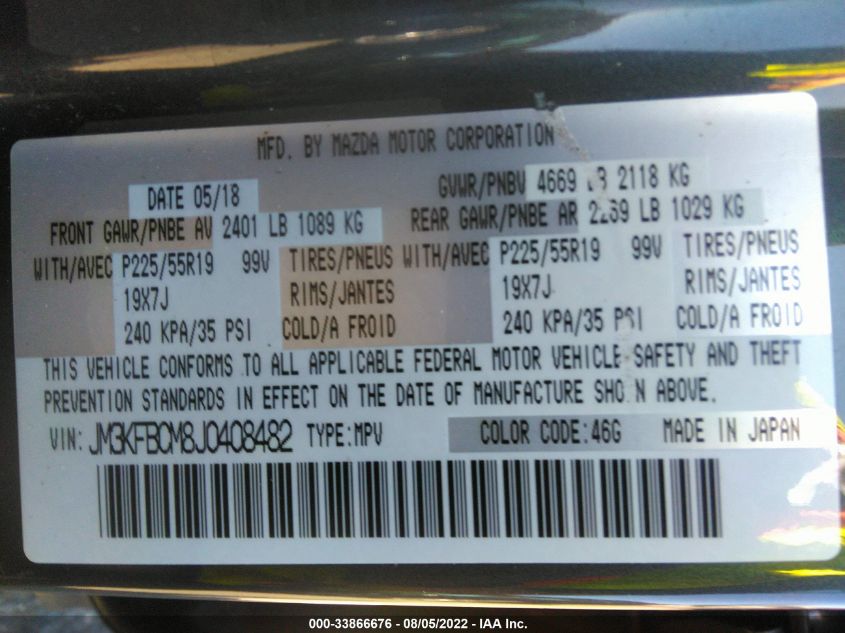 MFD. BY MAZDA MOTOR CORPORATION
DATE 05/18 GVWR/PNBV 4669 LB 2118 KG
FRONT GAWR/PNBE AV 2401 LB 1089 KG REAR GAWR/PNBE AR 2269 LB 1029 KG
WITH/AVEC P225/55R19 99V TIRES/PNEUS WITH/AVEC P225/55R19 99V TIRES/PNEUS
19X7J RIMS/JANTES 19X7J RIMS/JANTES
240 KPA/35 PSI COLD/A FROID 240 KPA/35 PSI COLD/A FROID
THIS VEHICLE CONFORMS TO ALL APPLICABLE FEDERAL MOTOR VEHICLE SAFETY AND THEFT
PREVENTION STANDARDS IN EFFECT ON THE DATE OF MANUFACTURE SHOWN ABOVE.
VIN: JM3KFBCM8J0408482 TYPE:MPV COLOR CODE:46G MADE IN JAPAN
000-33866676 - 08/05/2022 - IAA Inc.